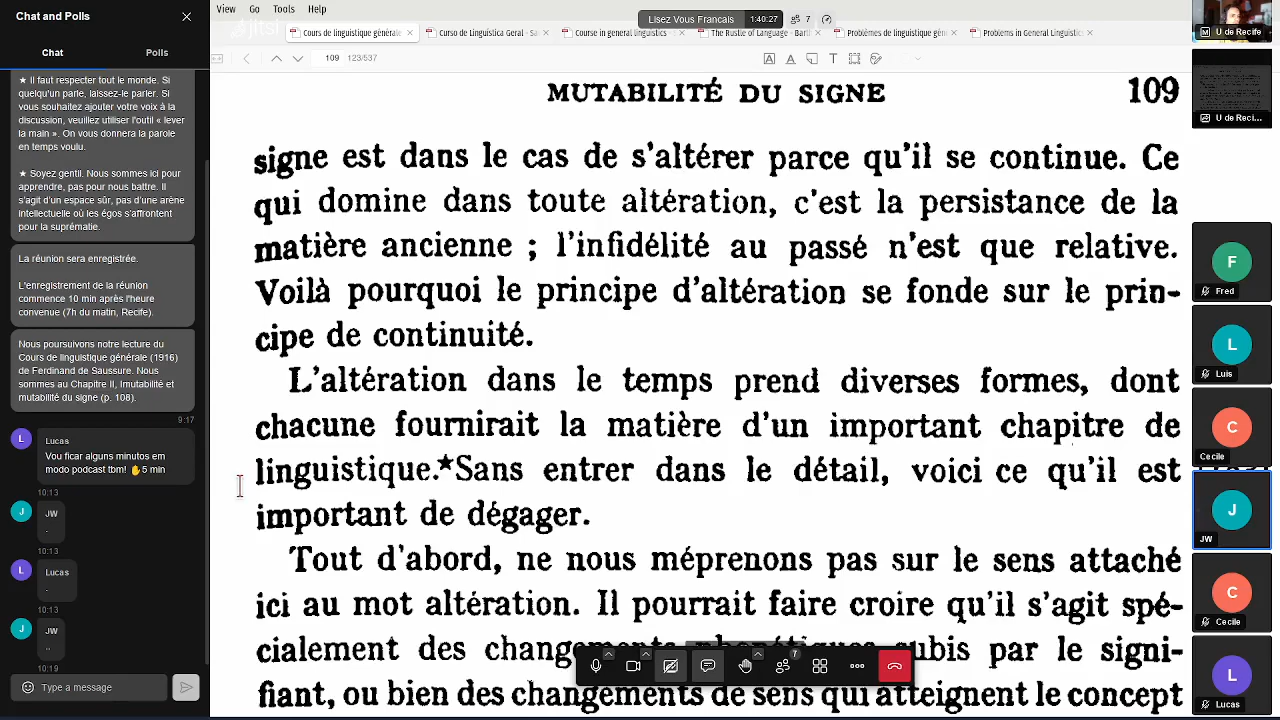 Chat and Polls
Chat
Polls
★ Il faut respecter tout le monde. Si
quelqu'un parle, laissez-le parler. Si
vous souhaitez ajouter votre voix à la
discussion, veuillez utiliser l'outil « lever
la main ». On vous donnera la parole
en temps voulu.
★ Soyez gentil. Nous sommes ici pour
apprendre, pas pour nous battre. Il
s'agit d'un espace sûr, pas d'une arène
intellectuelle où les égos s'affrontent
pour la suprématie.
La réunion sera enregistrée.
L'enregistrement de la réunion
commence 10 min après l'heure
convenue (7h du matin, Recife).
Nous poursuivons notre lecture du
Cours de linguistique générale (1916)
de Ferdinand de Saussure. Nous
sommes au Chapitre II, Imutabilité et
mutabilité du signe (p. 108).
9:17
L
Lucas
Vou ficar alguns minutos em
modo podcast tbm! ✋5 min
10:13
J
JW
.
10:13
L
Lucas
.
10:13
J
JW
..
10:19
Type a message
View Go Tools Help
jitsi
Lisez Vous Francais 1:40:27 7
Cours de linguistique générale
Curso de Linguística Geral - Sa
Course in general linguistics
The Rustle of Language - Bart
Problèmes de linguistique gén
Problems in General Linguistics
109 123/537
MUTABILITÉ DU SIGNE 109
signe est dans le cas de s'altérer parce qu'il se continue. Ce
qui domine dans toute altération, c'est la persistance de la
matière ancienne ; l'infidélité au passé n'est que relative.
Voilà pourquoi le principe d'altération se fonde sur le prin-
cipe de continuité.
L'altération dans le temps prend diverses formes, dont
chacune fournirait la matière d'un important chapitre de
linguistique.★Sans entrer dans le détail, voici ce qu'il est
important de dégager.
Tout d'abord, ne nous méprenons pas sur le sens attaché
ici au mot altération. Il pourrait faire croire qu'il s'agit spé-
cialement des changements phonétiques subis par le signi-
fiant, ou bien des changements de sens qui atteignent le concept
7
M U de Recife
U de Reci...
F
Fred
L
Luis
C
Cecile
J
JW
C
Cecile
L
Lucas